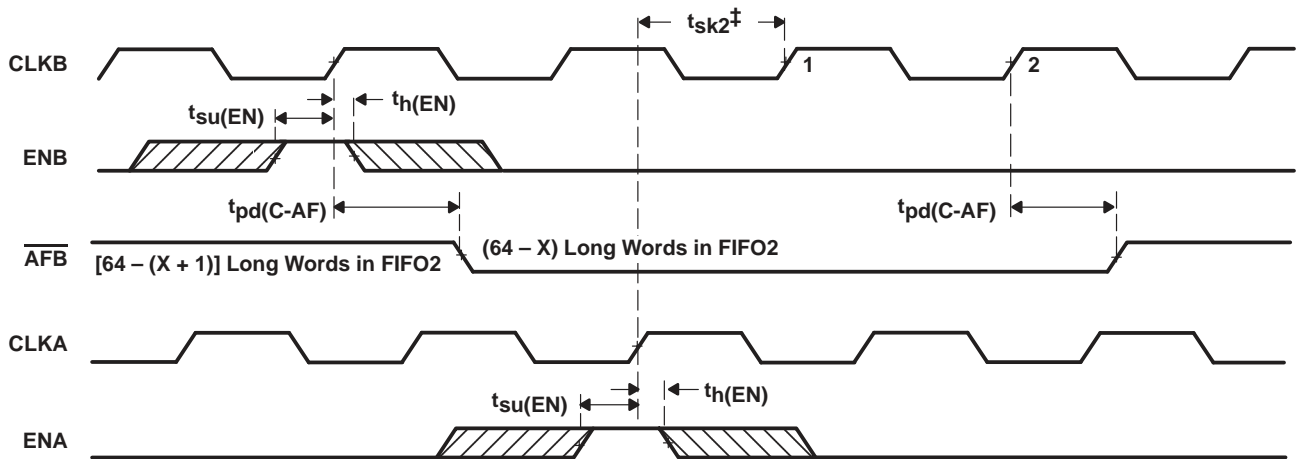 tsk2‡
CLKB
1
2
tsu(EN)
th(EN)
ENB
tpd(C-AF)
tpd(C-AF)
AFB
(64 – X) Long Words in FIFO2
[64 – (X + 1)] Long Words in FIFO2
CLKA
tsu(EN)
th(EN)
ENA